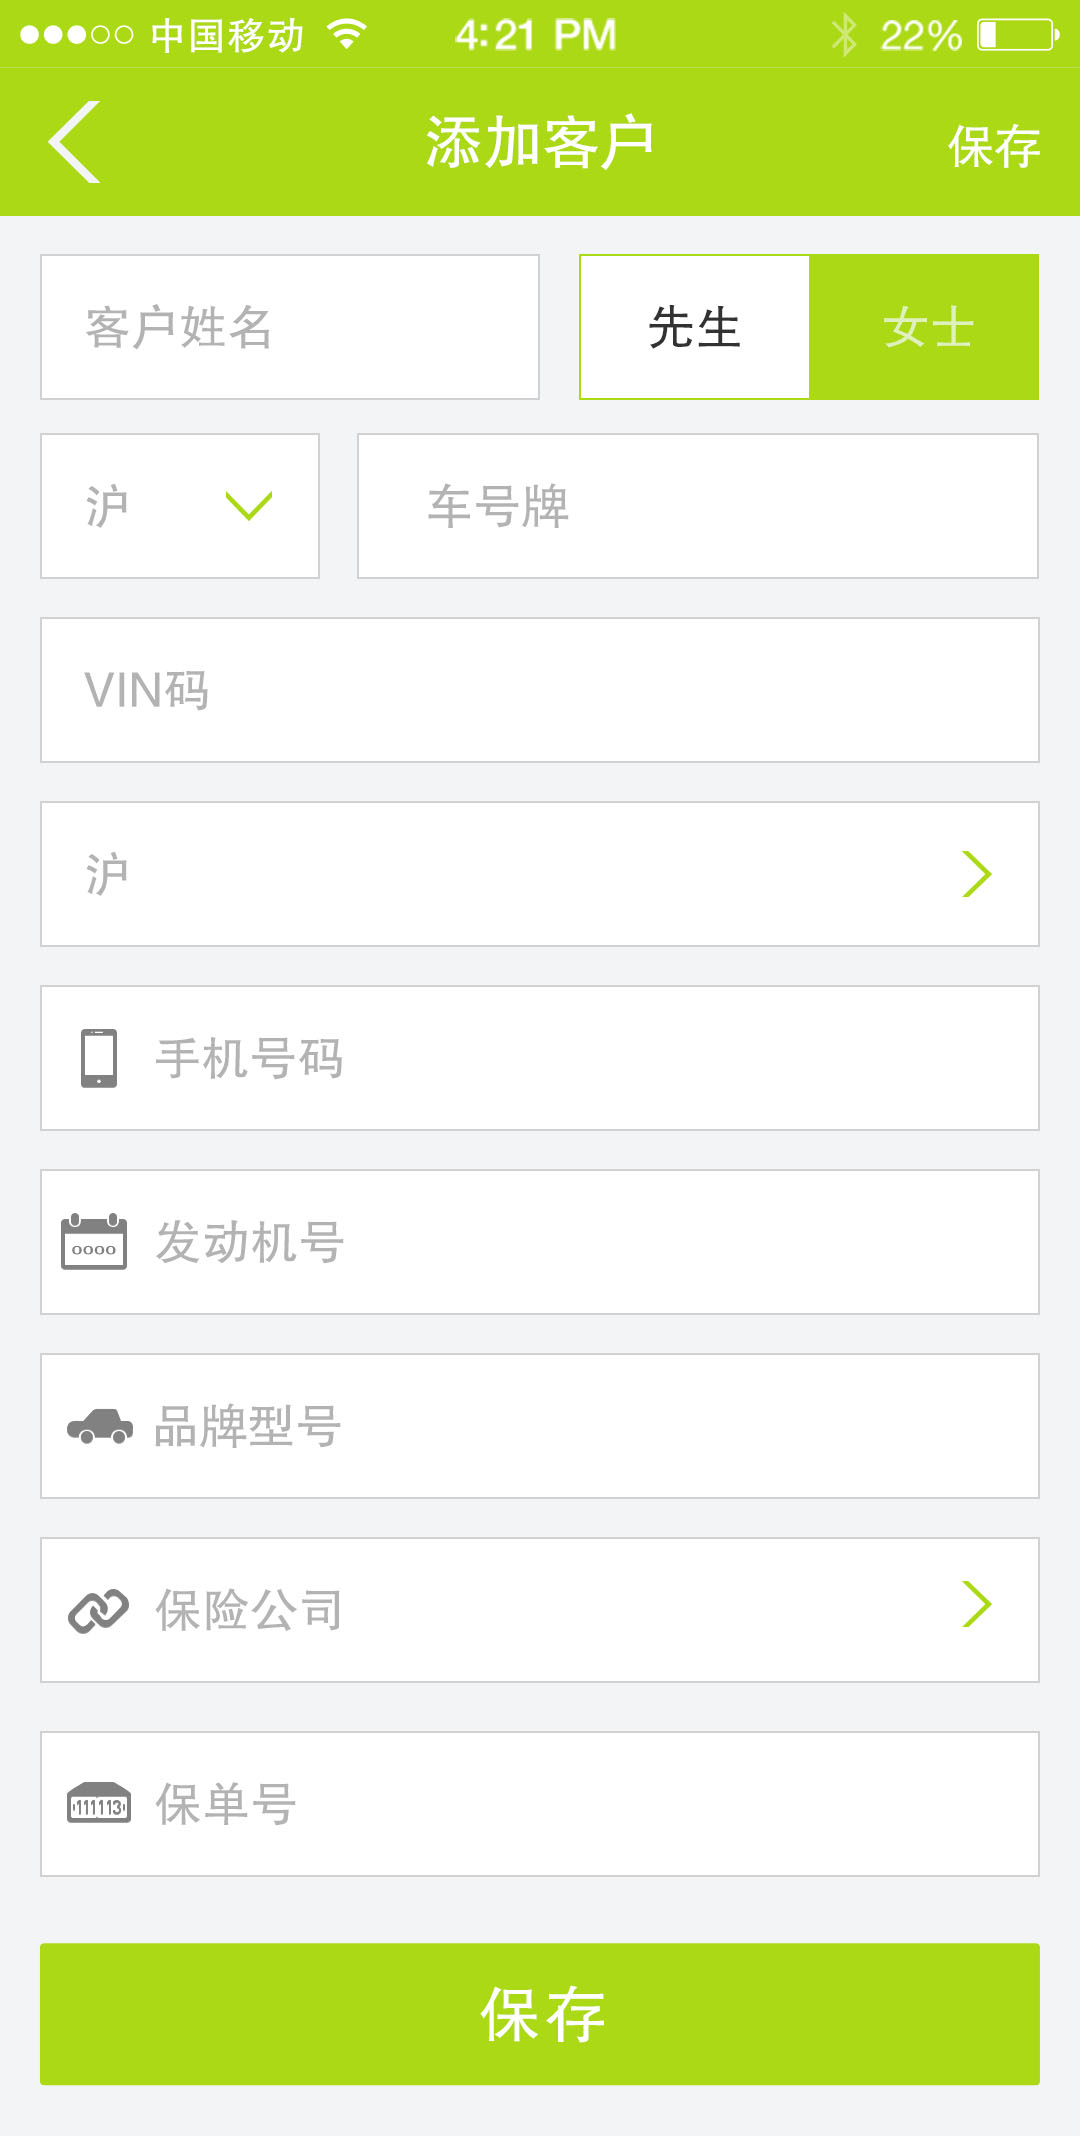 中国移动 4:21 PM 22%
添加客户 保存
客户姓名 先生 女士
沪 车号牌
VIN码
沪
手机号码
oooo 发动机号
品牌型号
保险公司
111113 保单号
保存